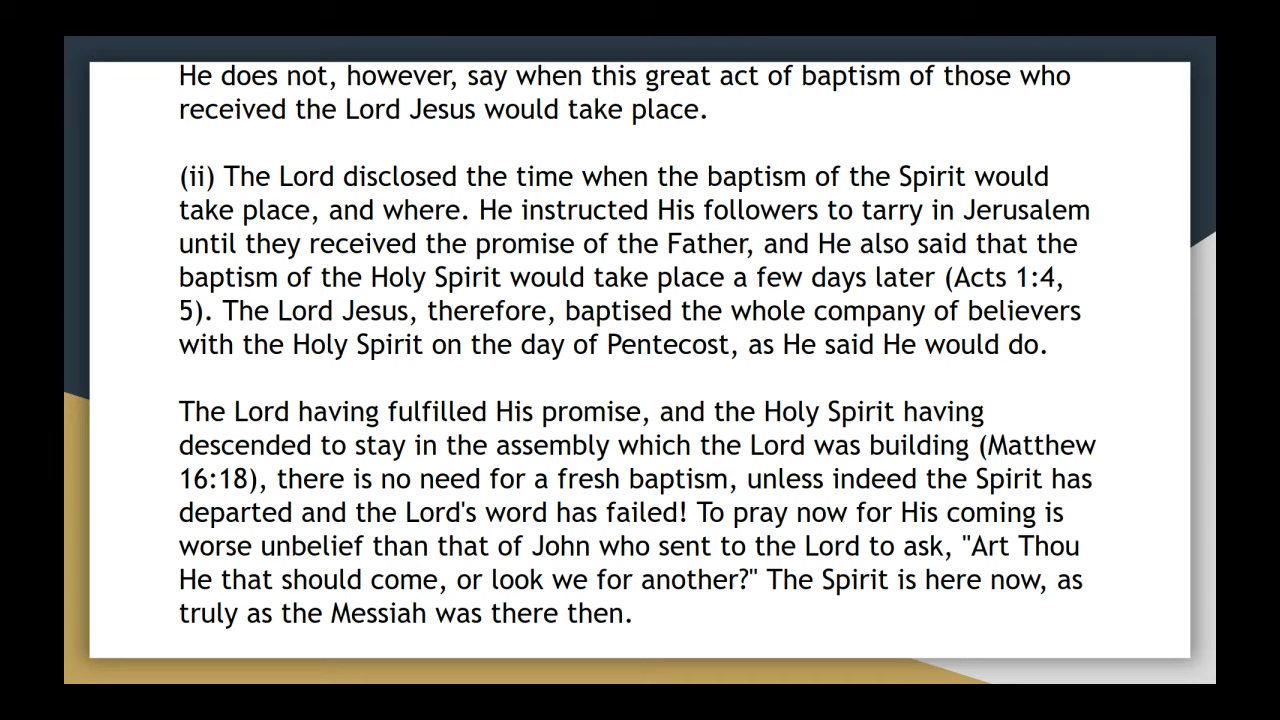 He does not, however, say when this great act of baptism of those who
received the Lord Jesus would take place.
(ii) The Lord disclosed the time when the baptism of the Spirit would
take place, and where. He instructed His followers to tarry in Jerusalem
until they received the promise of the Father, and He also said that the
baptism of the Holy Spirit would take place a few days later (Acts 1:4,
5). The Lord Jesus, therefore, baptised the whole company of believers
with the Holy Spirit on the day of Pentecost, as He said He would do.
The Lord having fulfilled His promise, and the Holy Spirit having
descended to stay in the assembly which the Lord was building (Matthew
16:18), there is no need for a fresh baptism, unless indeed the Spirit has
departed and the Lord's word has failed! To pray now for His coming is
worse unbelief than that of John who sent to the Lord to ask, "Art Thou
He that should come, or look we for another?" The Spirit is here now, as
truly as the Messiah was there then.